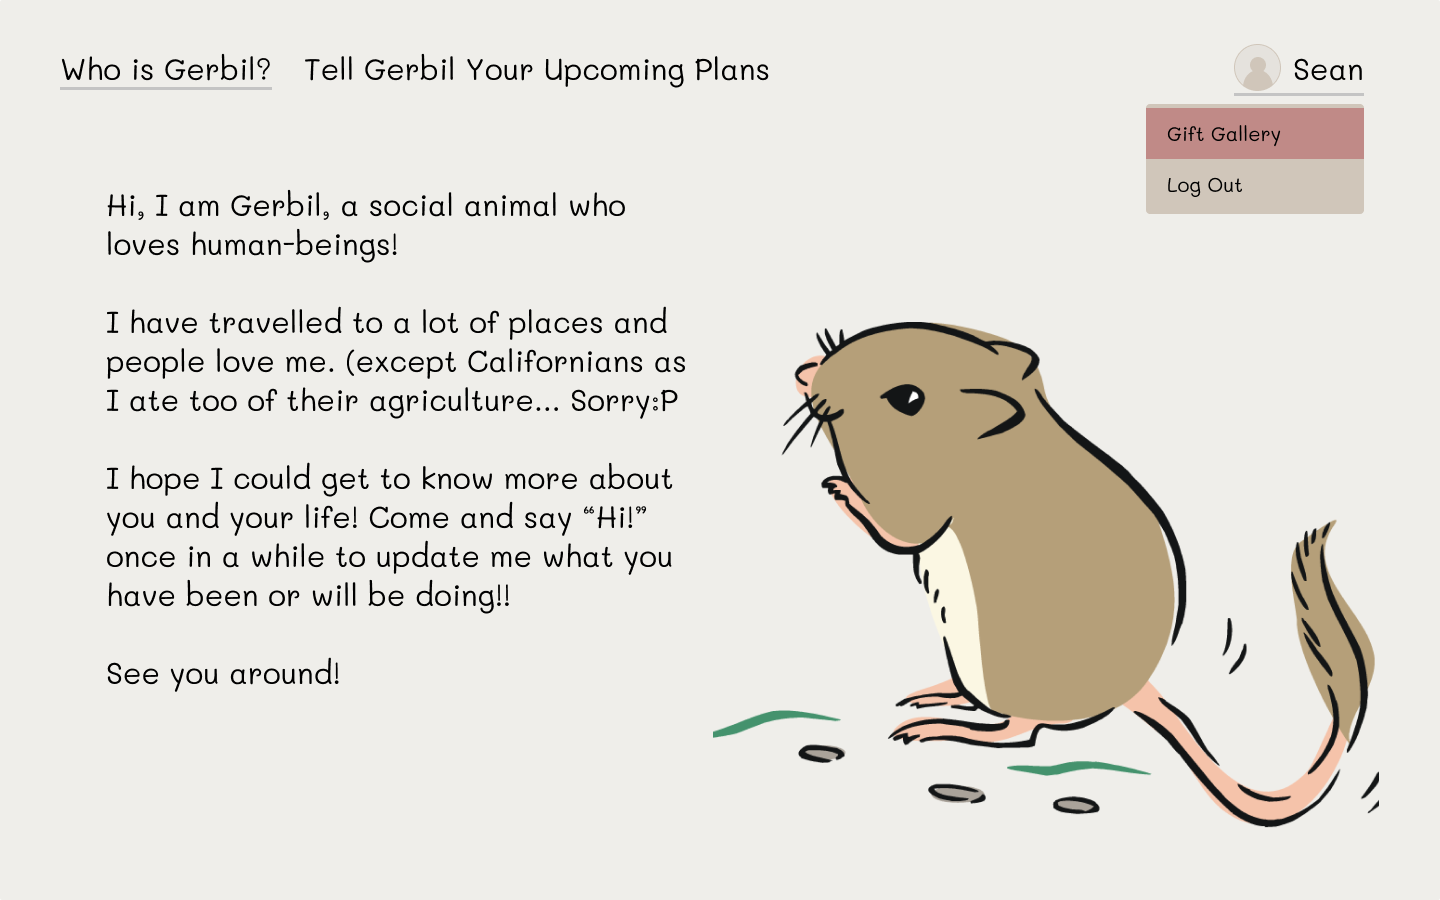 Who is Gerbil? Tell Gerbil Your Upcoming Plans Sean
Gift Gallery
Log Out
Hi, I am Gerbil, a social animal who
loves human-beings!
I have travelled to a lot of places and
people love me. (except Californians as
I ate too of their agriculture... Sorry:P
I hope I could get to know more about
you and your life! Come and say “Hi!”
once in a while to update me what you
have been or will be doing!!
See you around!